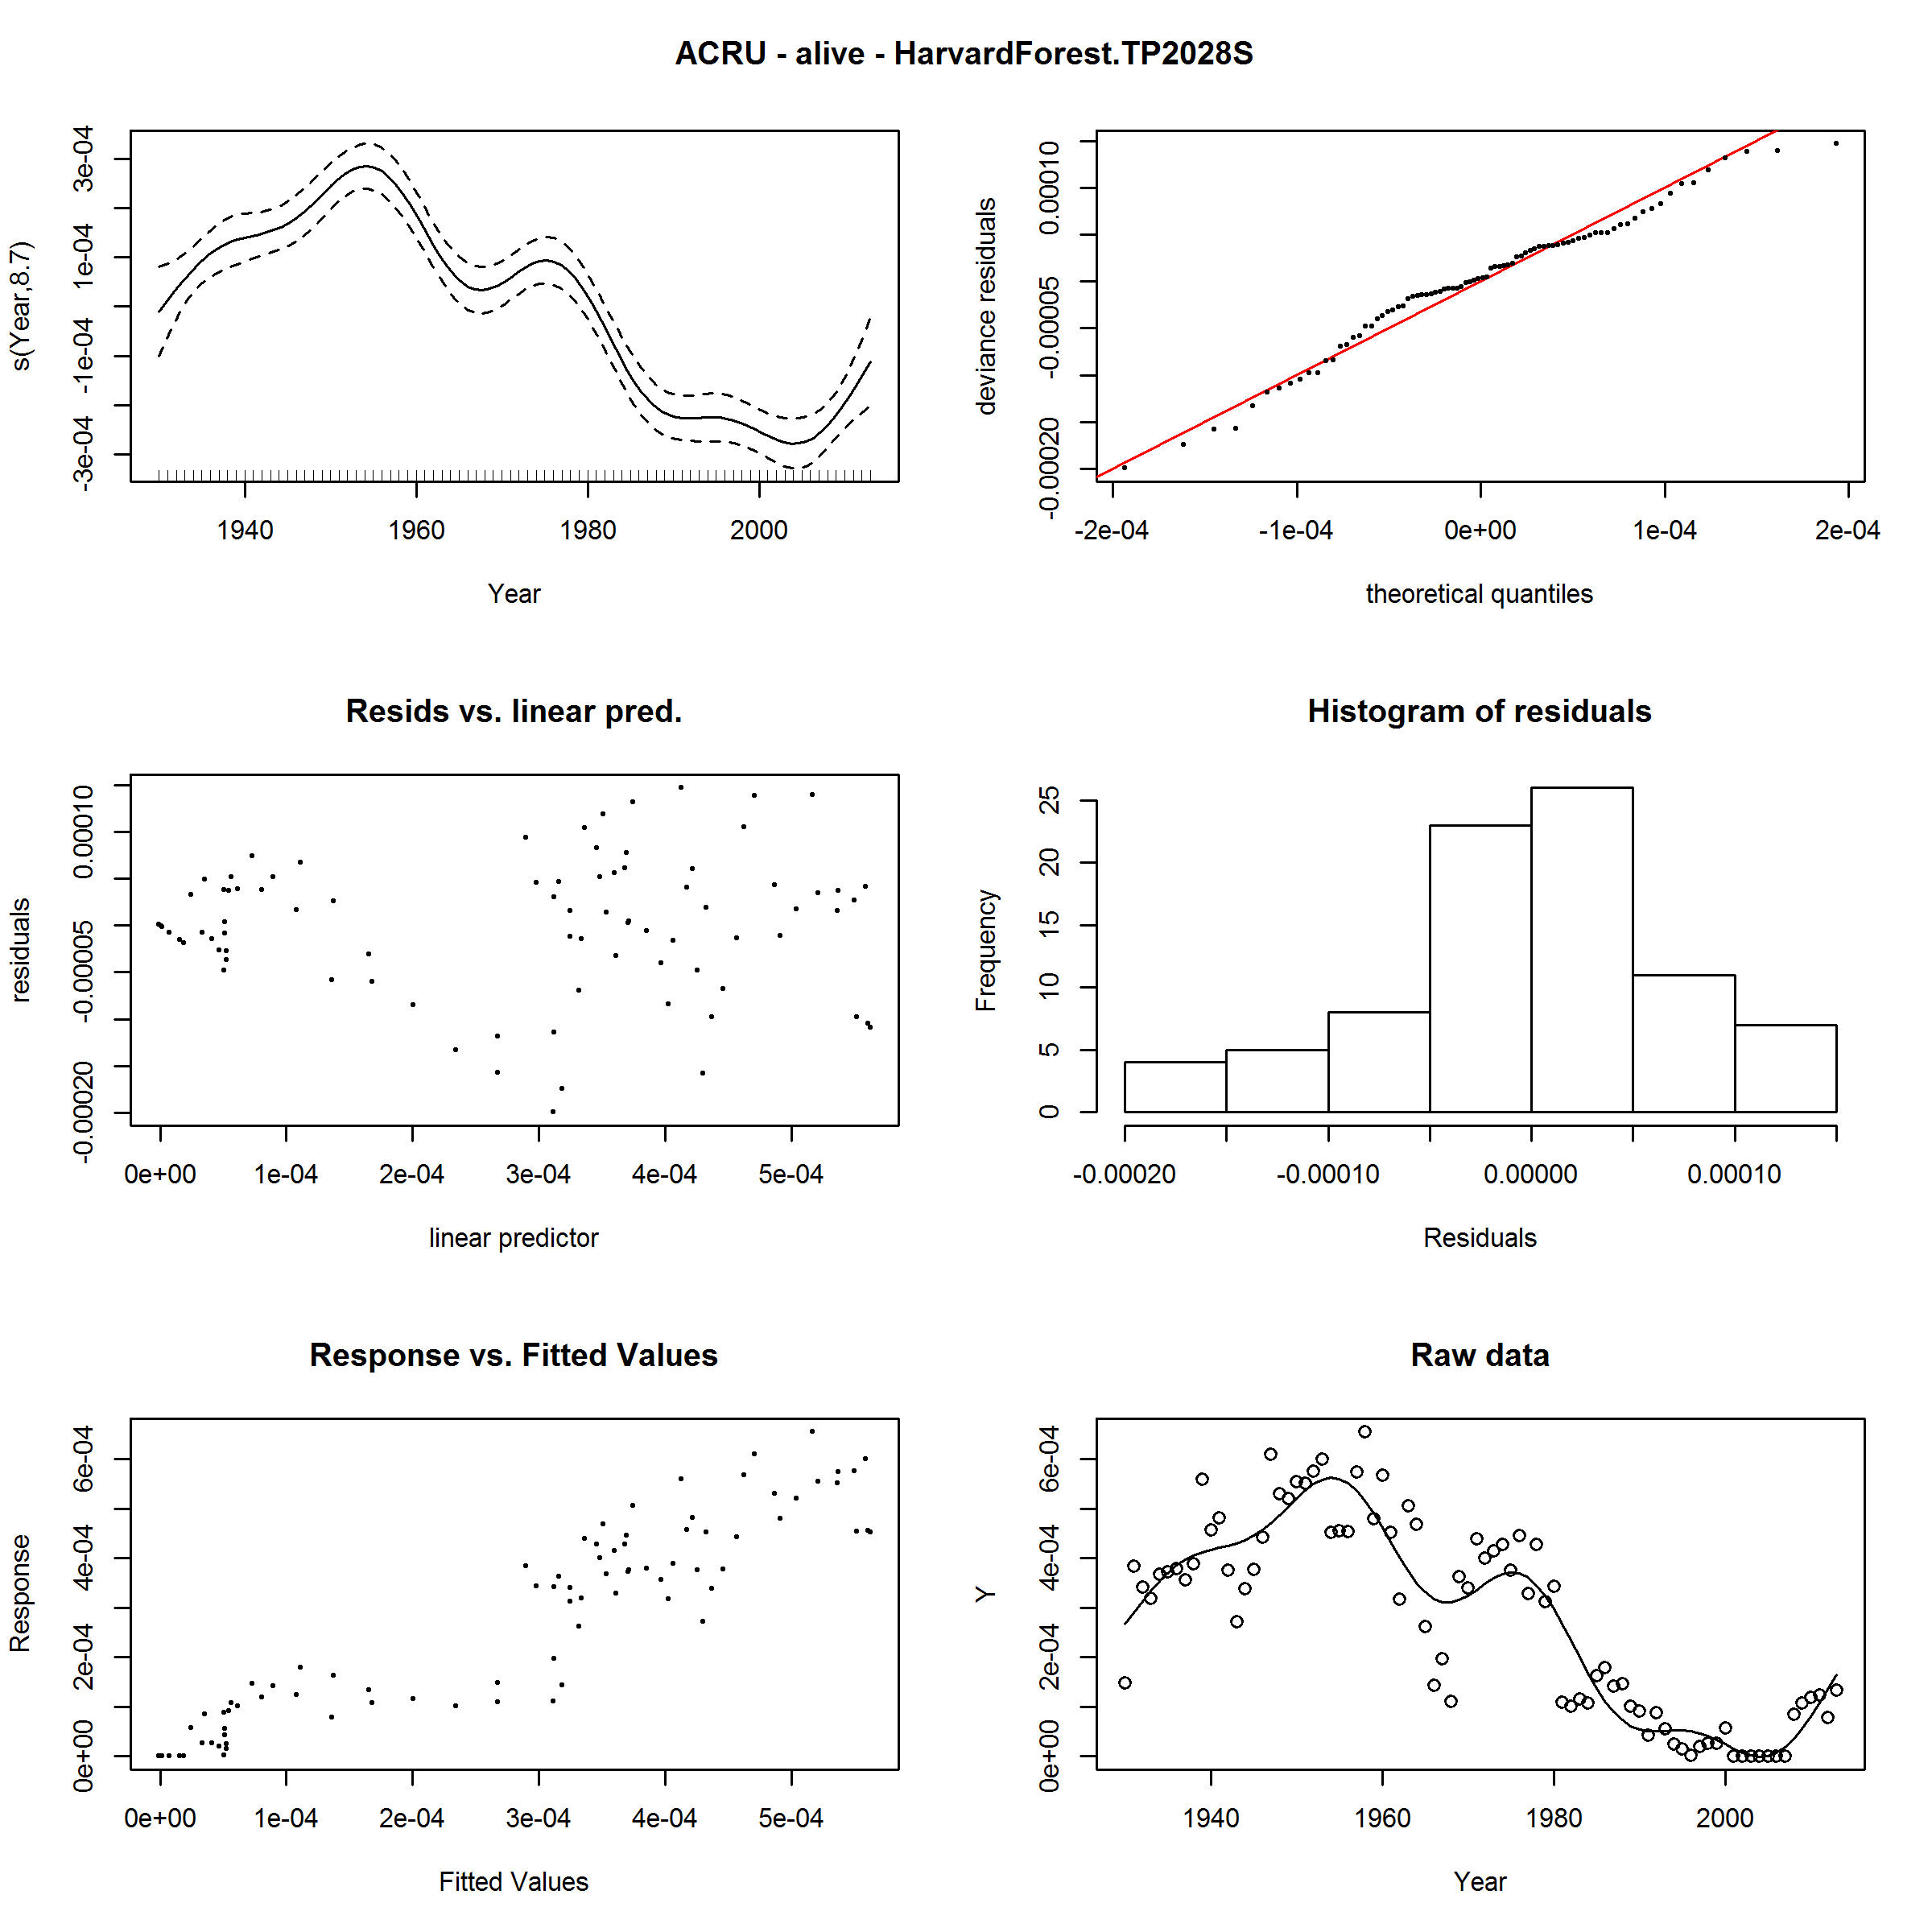 ACRU - alive - HarvardForest.TP2028S
s(Year,8.7)
-3e-04 -1e-04 1e-04 3e-04
1940 1960 1980 2000
Year
deviance residuals
-0.00020 -0.00005 0.00010
-2e-04 -1e-04 0e+00 1e-04 2e-04
theoretical quantiles
Resids vs. linear pred.
residuals
-0.00020 -0.00005 0.00010
0e+00 1e-04 2e-04 3e-04 4e-04 5e-04
linear predictor
Histogram of residuals
Frequency
0 5 10 15 20 25
-0.00020 -0.00010 0.00000 0.00010
Residuals
Response vs. Fitted Values
Response
0e+00 2e-04 4e-04 6e-04
0e+00 1e-04 2e-04 3e-04 4e-04 5e-04
Fitted Values
Raw data
Y
0e+00 2e-04 4e-04 6e-04
1940 1960 1980 2000
Year